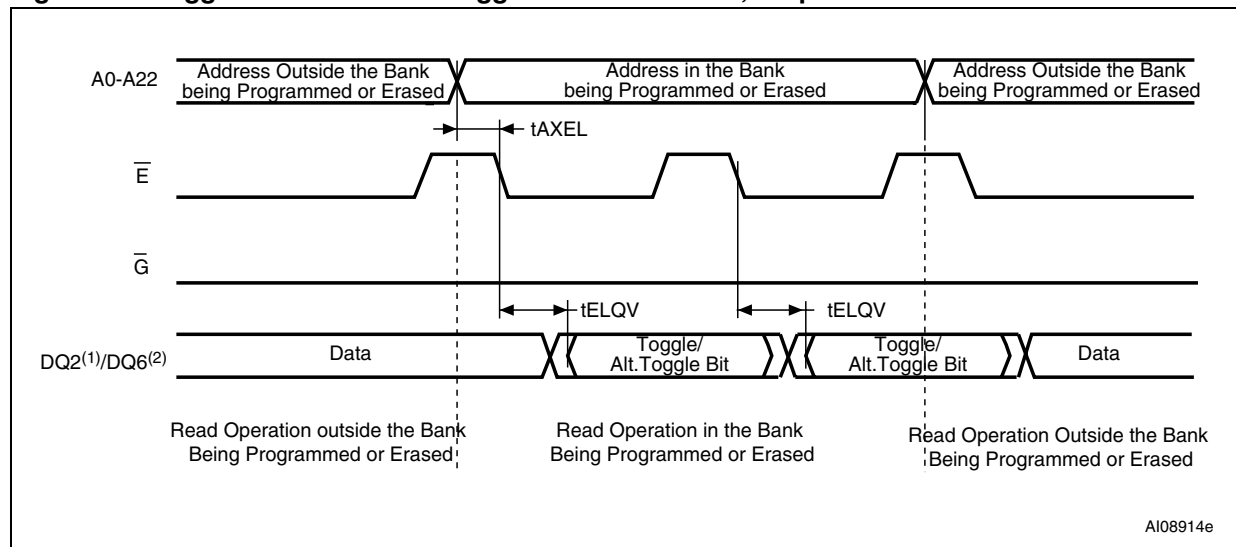 A0-A22
Address Outside the Bank
being Programmed or Erased
Address in the Bank
being Programmed or Erased
Address Outside the Bank
being Programmed or Erased
tAXEL
E
G
tELQV
tELQV
DQ2(1)/DQ6(2)
Data
Toggle/
Alt.Toggle Bit
Toggle/
Alt.Toggle Bit
Data
Read Operation outside the Bank
Being Programmed or Erased
Read Operation in the Bank
Being Programmed or Erased
Read Operation Outside the Bank
Being Programmed or Erased
AI08914e